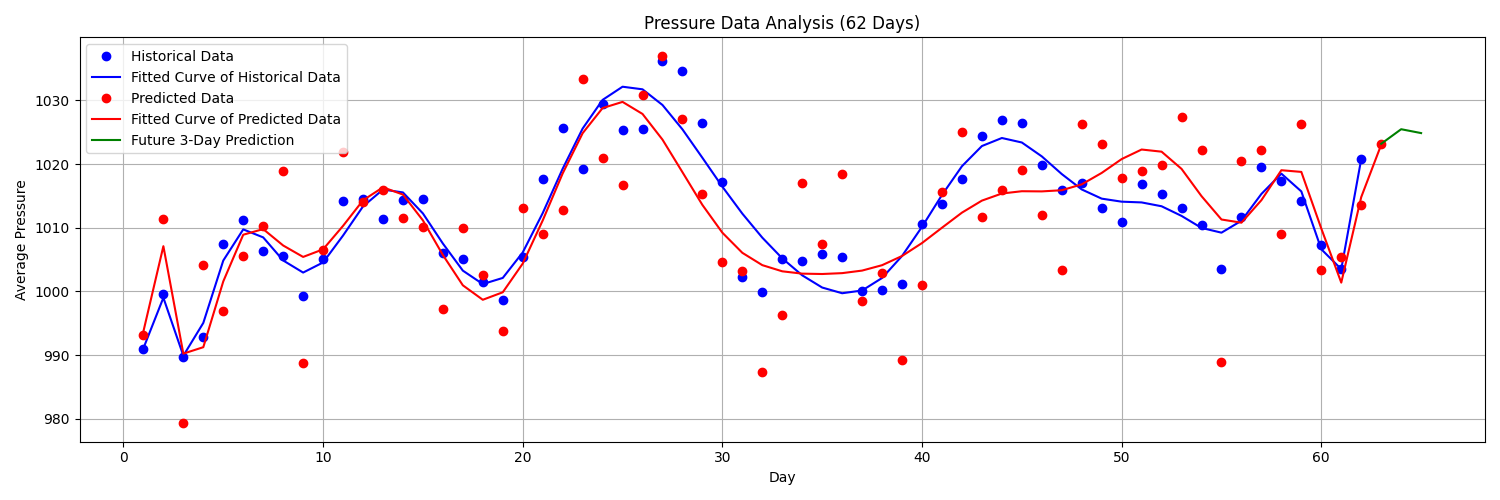 Pressure Data Analysis (62 Days)
Historical Data
Fitted Curve of Historical Data
Predicted Data
Fitted Curve of Predicted Data
Future 3-Day Prediction
Average Pressure
1030
1020
1010
1000
990
980
0 10 20 30 40 50 60
Day